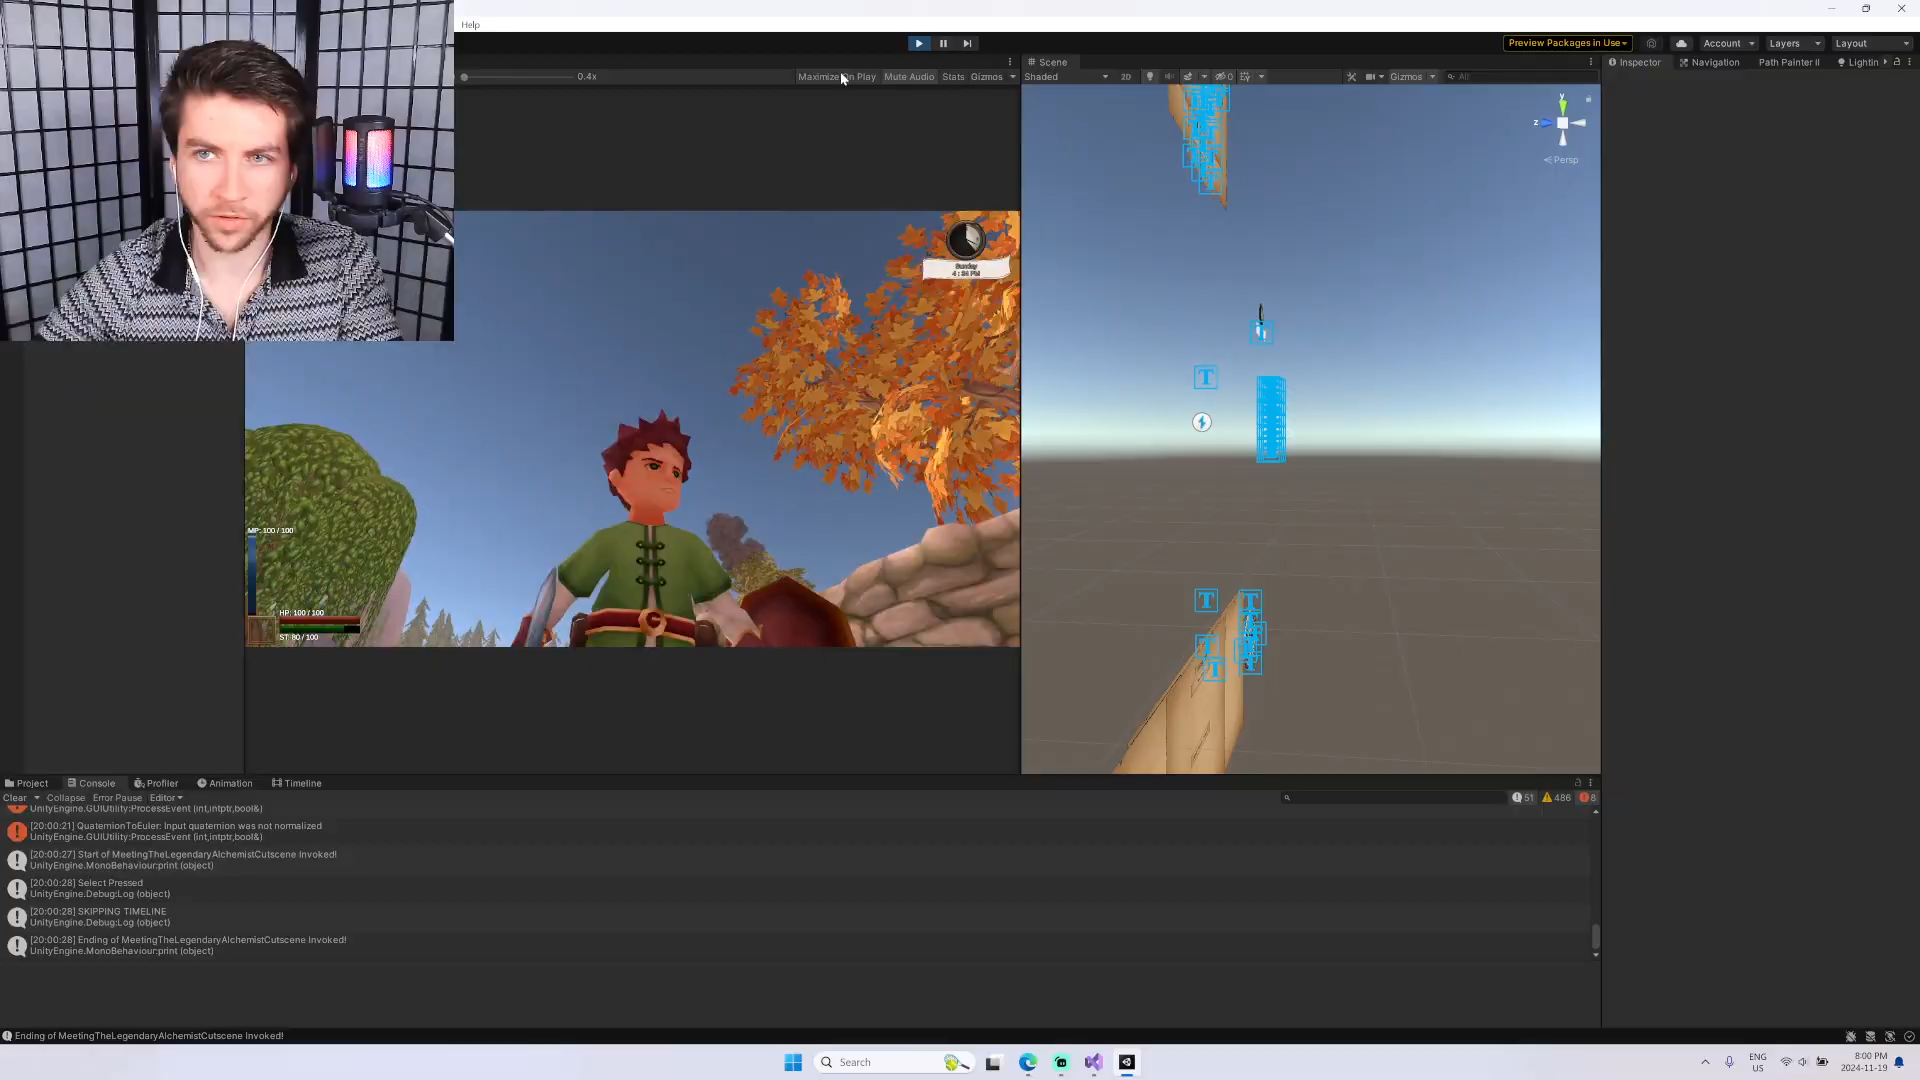 Help
Preview Packages in Use
Account
Layers
Layout
0.4x
Maximize On Play
Mute Audio
Stats
Gizmos
Scene
Inspector
Navigation
Path Painter II
Lightin
Shaded
2D
0
Gizmos
All
y
z
Persp
Sunday
MP: 100 / 100
HP: 100 / 100
ST: 80 / 100
T
T
T
T
T
Project
Console
Profiler
Animation
Timeline
Clear
Collapse
Error Pause
Editor
51
486
8
UnityEngine.GUIUtility:ProcessEvent (int,intptr,bool&)
[20:00:21] QuaternionToEuler: Input quaternion was not normalized
UnityEngine.GUIUtility:ProcessEvent (int,intptr,bool&)
[20:00:27] Start of MeetingTheLegendaryAlchemistCutscene Invoked!
UnityEngine.MonoBehaviour:print (object)
[20:00:28] Select Pressed
UnityEngine.Debug:Log (object)
[20:00:28] SKIPPING TIMELINE
UnityEngine.Debug:Log (object)
[20:00:28] Ending of MeetingTheLegendaryAlchemistCutscene Invoked!
UnityEngine.MonoBehaviour:print (object)
Ending of MeetingTheLegendaryAlchemistCutscene Invoked!
Search
ENG
US
8:00 PM
2024-11-19